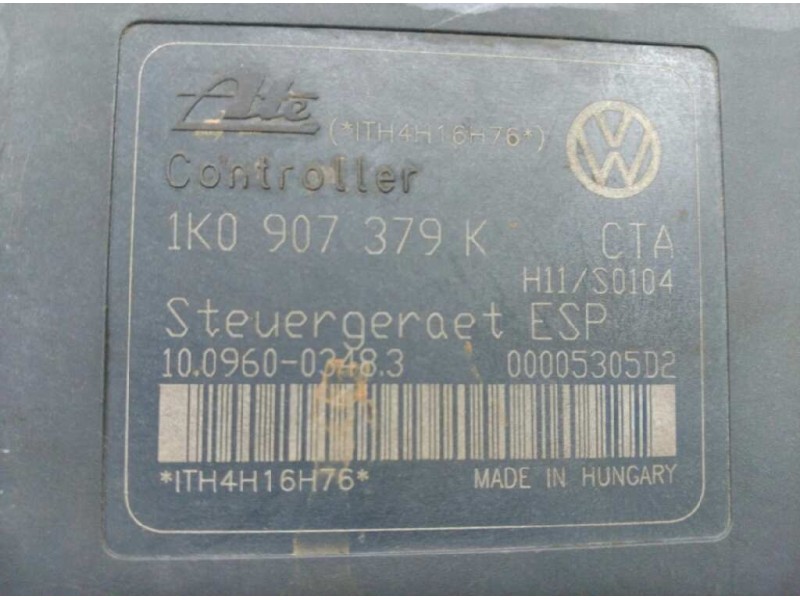 Ate
(*ITH4H16H76*)
Controller
1K0 907 379 K CTA
H11/S0104
Steuergeraet ESP
10.0960-0348.3 00005305D2
*ITH4H16H76* MADE IN HUNGARY